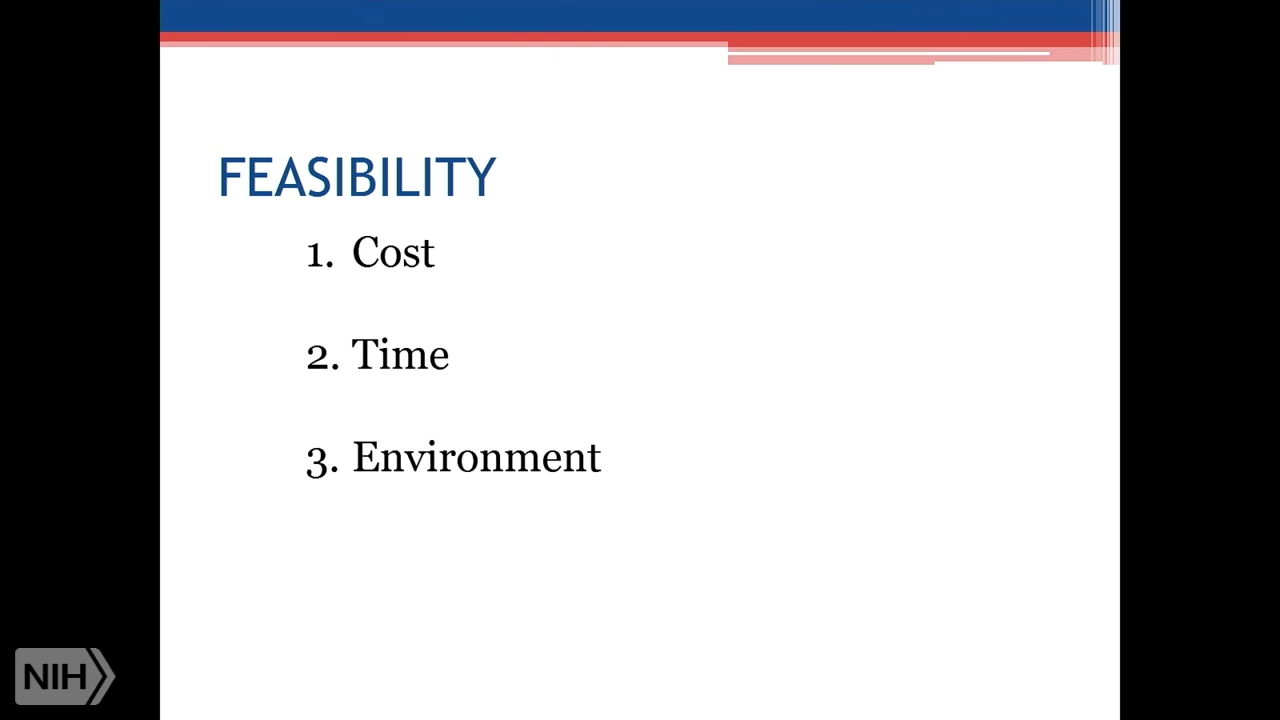 FEASIBILITY
1. Cost
2. Time
3. Environment
NIH